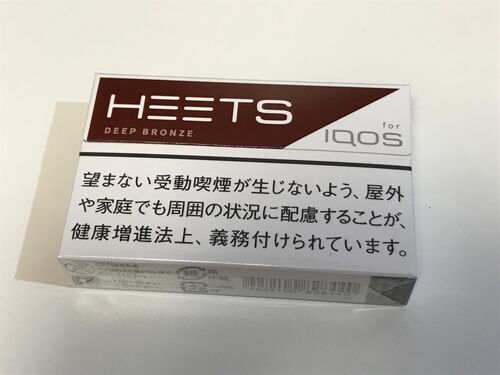 HEETS
DEEP BRONZE
for
IQOS
望まない受動喫煙が生じないよう、屋外
や家庭でも周囲の状況に配慮することが、
健康増進法上、義務付けられています。